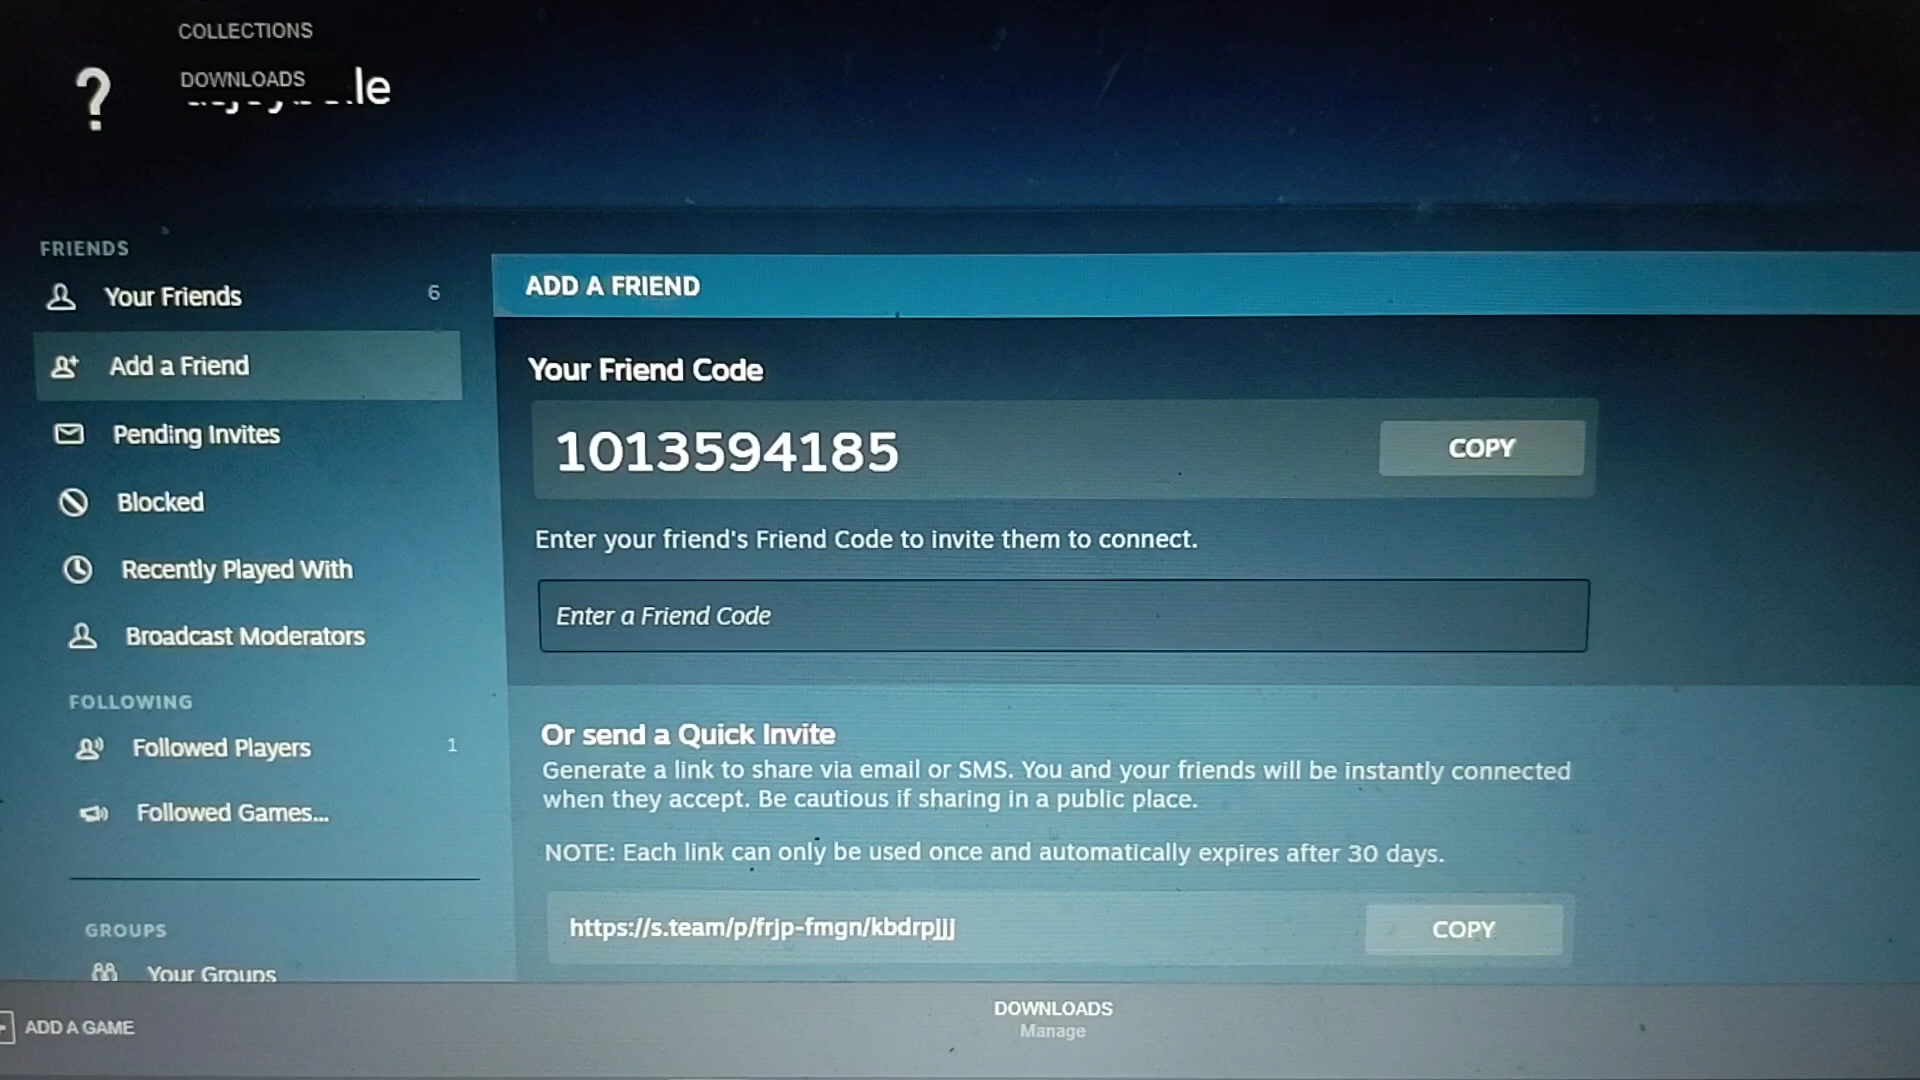 COLLECTIONS
DOWNLOADS
FRIENDS
Your Friends 6
Add a Friend
Pending Invites
Blocked
Recently Played With
Broadcast Moderators
FOLLOWING
Followed Players 1
Followed Games...
GROUPS
Your Groups
ADD A FRIEND
Your Friend Code
1013594185 COPY
Enter your friend's Friend Code to invite them to connect.
Enter a Friend Code
Or send a Quick Invite
Generate a link to share via email or SMS. You and your friends will be instantly connected
when they accept. Be cautious if sharing in a public place.
NOTE: Each link can only be used once and automatically expires after 30 days.
https://s.team/p/frjp-fmgn/kbdrpjjj COPY
ADD A GAME
DOWNLOADS
Manage